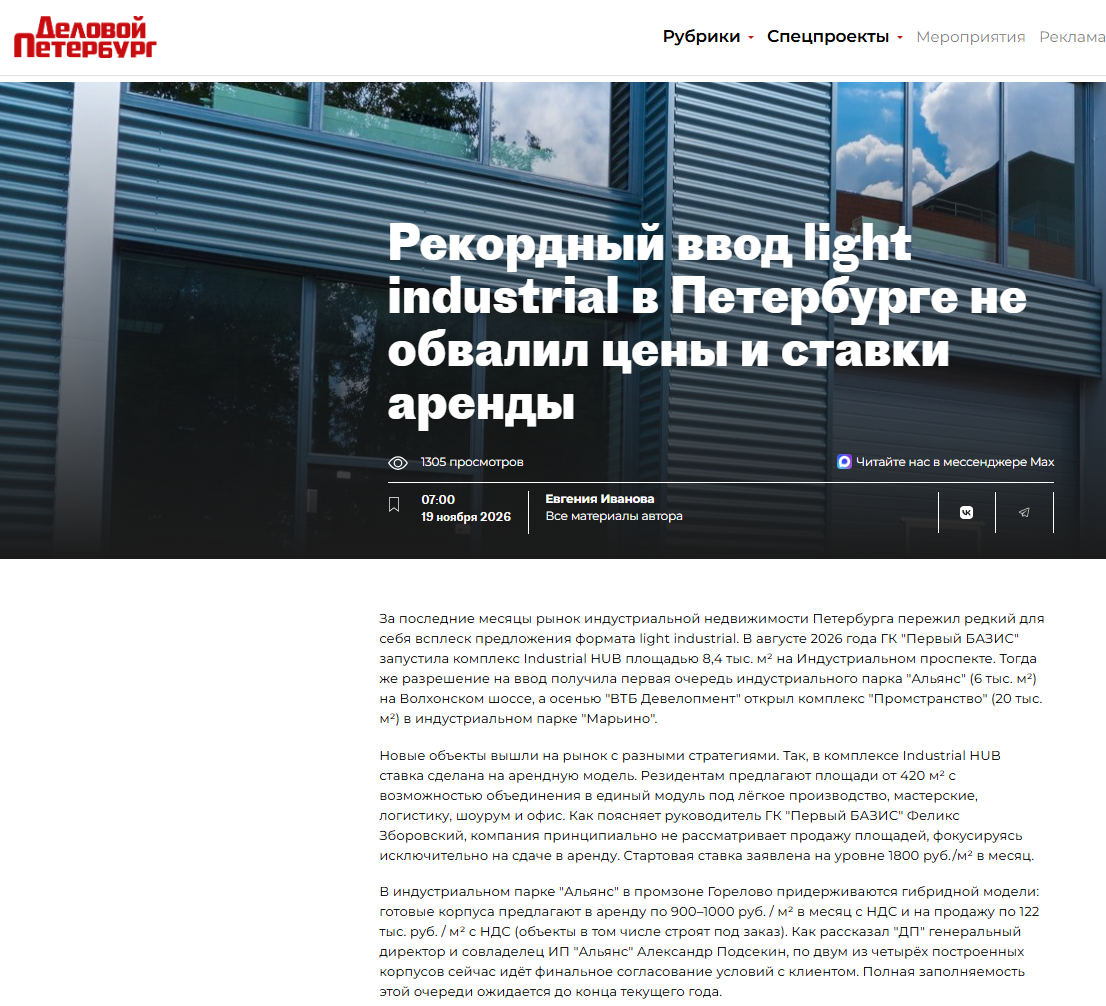 Деловой
Петербург
Рубрики Спецпроекты Мероприятия Реклама
Рекордный ввод light
industrial в Петербурге не
обвалил цены и ставки
аренды
1305 просмотров
Читайте нас в мессенджере Max
07:00
19 ноября 2026
Евгения Иванова
Все материалы автора
За последние месяцы рынок индустриальной недвижимости Петербурга пережил редкий для
себя всплеск предложения формата light industrial. В августе 2026 года ГК "Первый БАЗИС"
запустила комплекс Industrial HUB площадью 8,4 тыс. м² на Индустриальном проспекте. Тогда
же разрешение на ввод получила первая очередь индустриального парка "Альянс" (6 тыс. м²)
на Волхонском шоссе, а осенью "ВТБ Девелопмент" открыл комплекс "Промстранство" (20 тыс.
м²) в индустриальном парке "Марьино".
Новые объекты вышли на рынок с разными стратегиями. Так, в комплексе Industrial HUB
ставка сделана на арендную модель. Резидентам предлагают площади от 420 м² с
возможностью объединения в единый модуль под лёгкое производство, мастерские,
логистику, шоурум и офис. Как поясняет руководитель ГК "Первый БАЗИС" Феликс
Зборовский, компания принципиально не рассматривает продажу площадей, фокусируясь
исключительно на сдаче в аренду. Стартовая ставка заявлена на уровне 1800 руб./м² в месяц.
В индустриальном парке "Альянс" в промзоне Горелово придерживаются гибридной модели:
готовые корпуса предлагают в аренду по 900–1000 руб. / м² в месяц с НДС и на продажу по 122
тыс. руб. / м² с НДС (объекты в том числе строят под заказ). Как рассказал "ДП" генеральный
директор и совладелец ИП "Альянс" Александр Подсекин, по двум из четырёх построенных
корпусов сейчас идёт финальное согласование условий с клиентом. Полная заполняемость
этой очереди ожидается до конца текущего года.